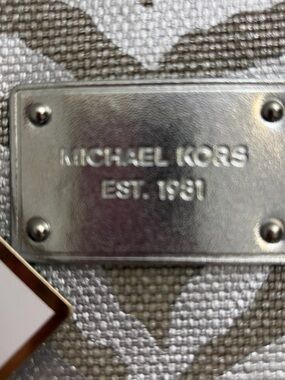 MICHAEL KORS
EST. 1981